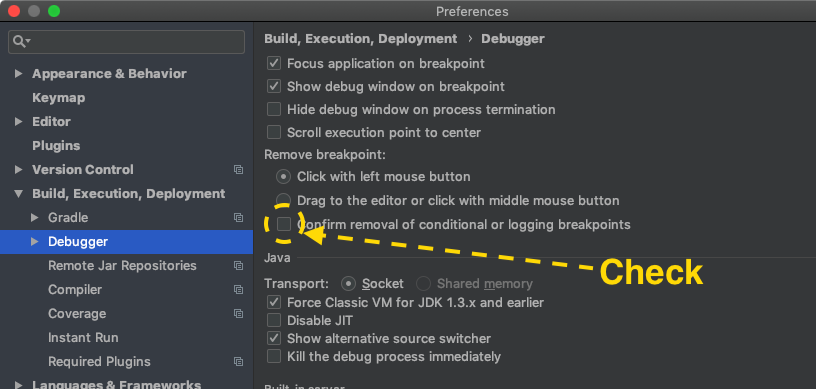 Preferences
Build, Execution, Deployment › Debugger
Appearance & Behavior
Keymap
Editor
Plugins
Version Control
Build, Execution, Deployment
Gradle
Debugger
Remote Jar Repositories
Compiler
Coverage
Instant Run
Required Plugins
Languages & Frameworks
Focus application on breakpoint
Show debug window on breakpoint
Hide debug window on process termination
Scroll execution point to center
Remove breakpoint:
Click with left mouse button
Drag to the editor or click with middle mouse button
Confirm removal of conditional or logging breakpoints
Check
Java
Transport: Socket Shared memory
Force Classic VM for JDK 1.3.x and earlier
Disable JIT
Show alternative source switcher
Kill the debug process immediately
Built-in server